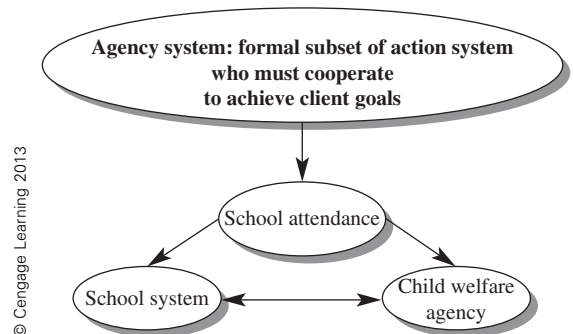 Agency system: formal subset of action system
who must cooperate
to achieve client goals
School attendance
School system
Child welfare
agency
© Cengage Learning 2013